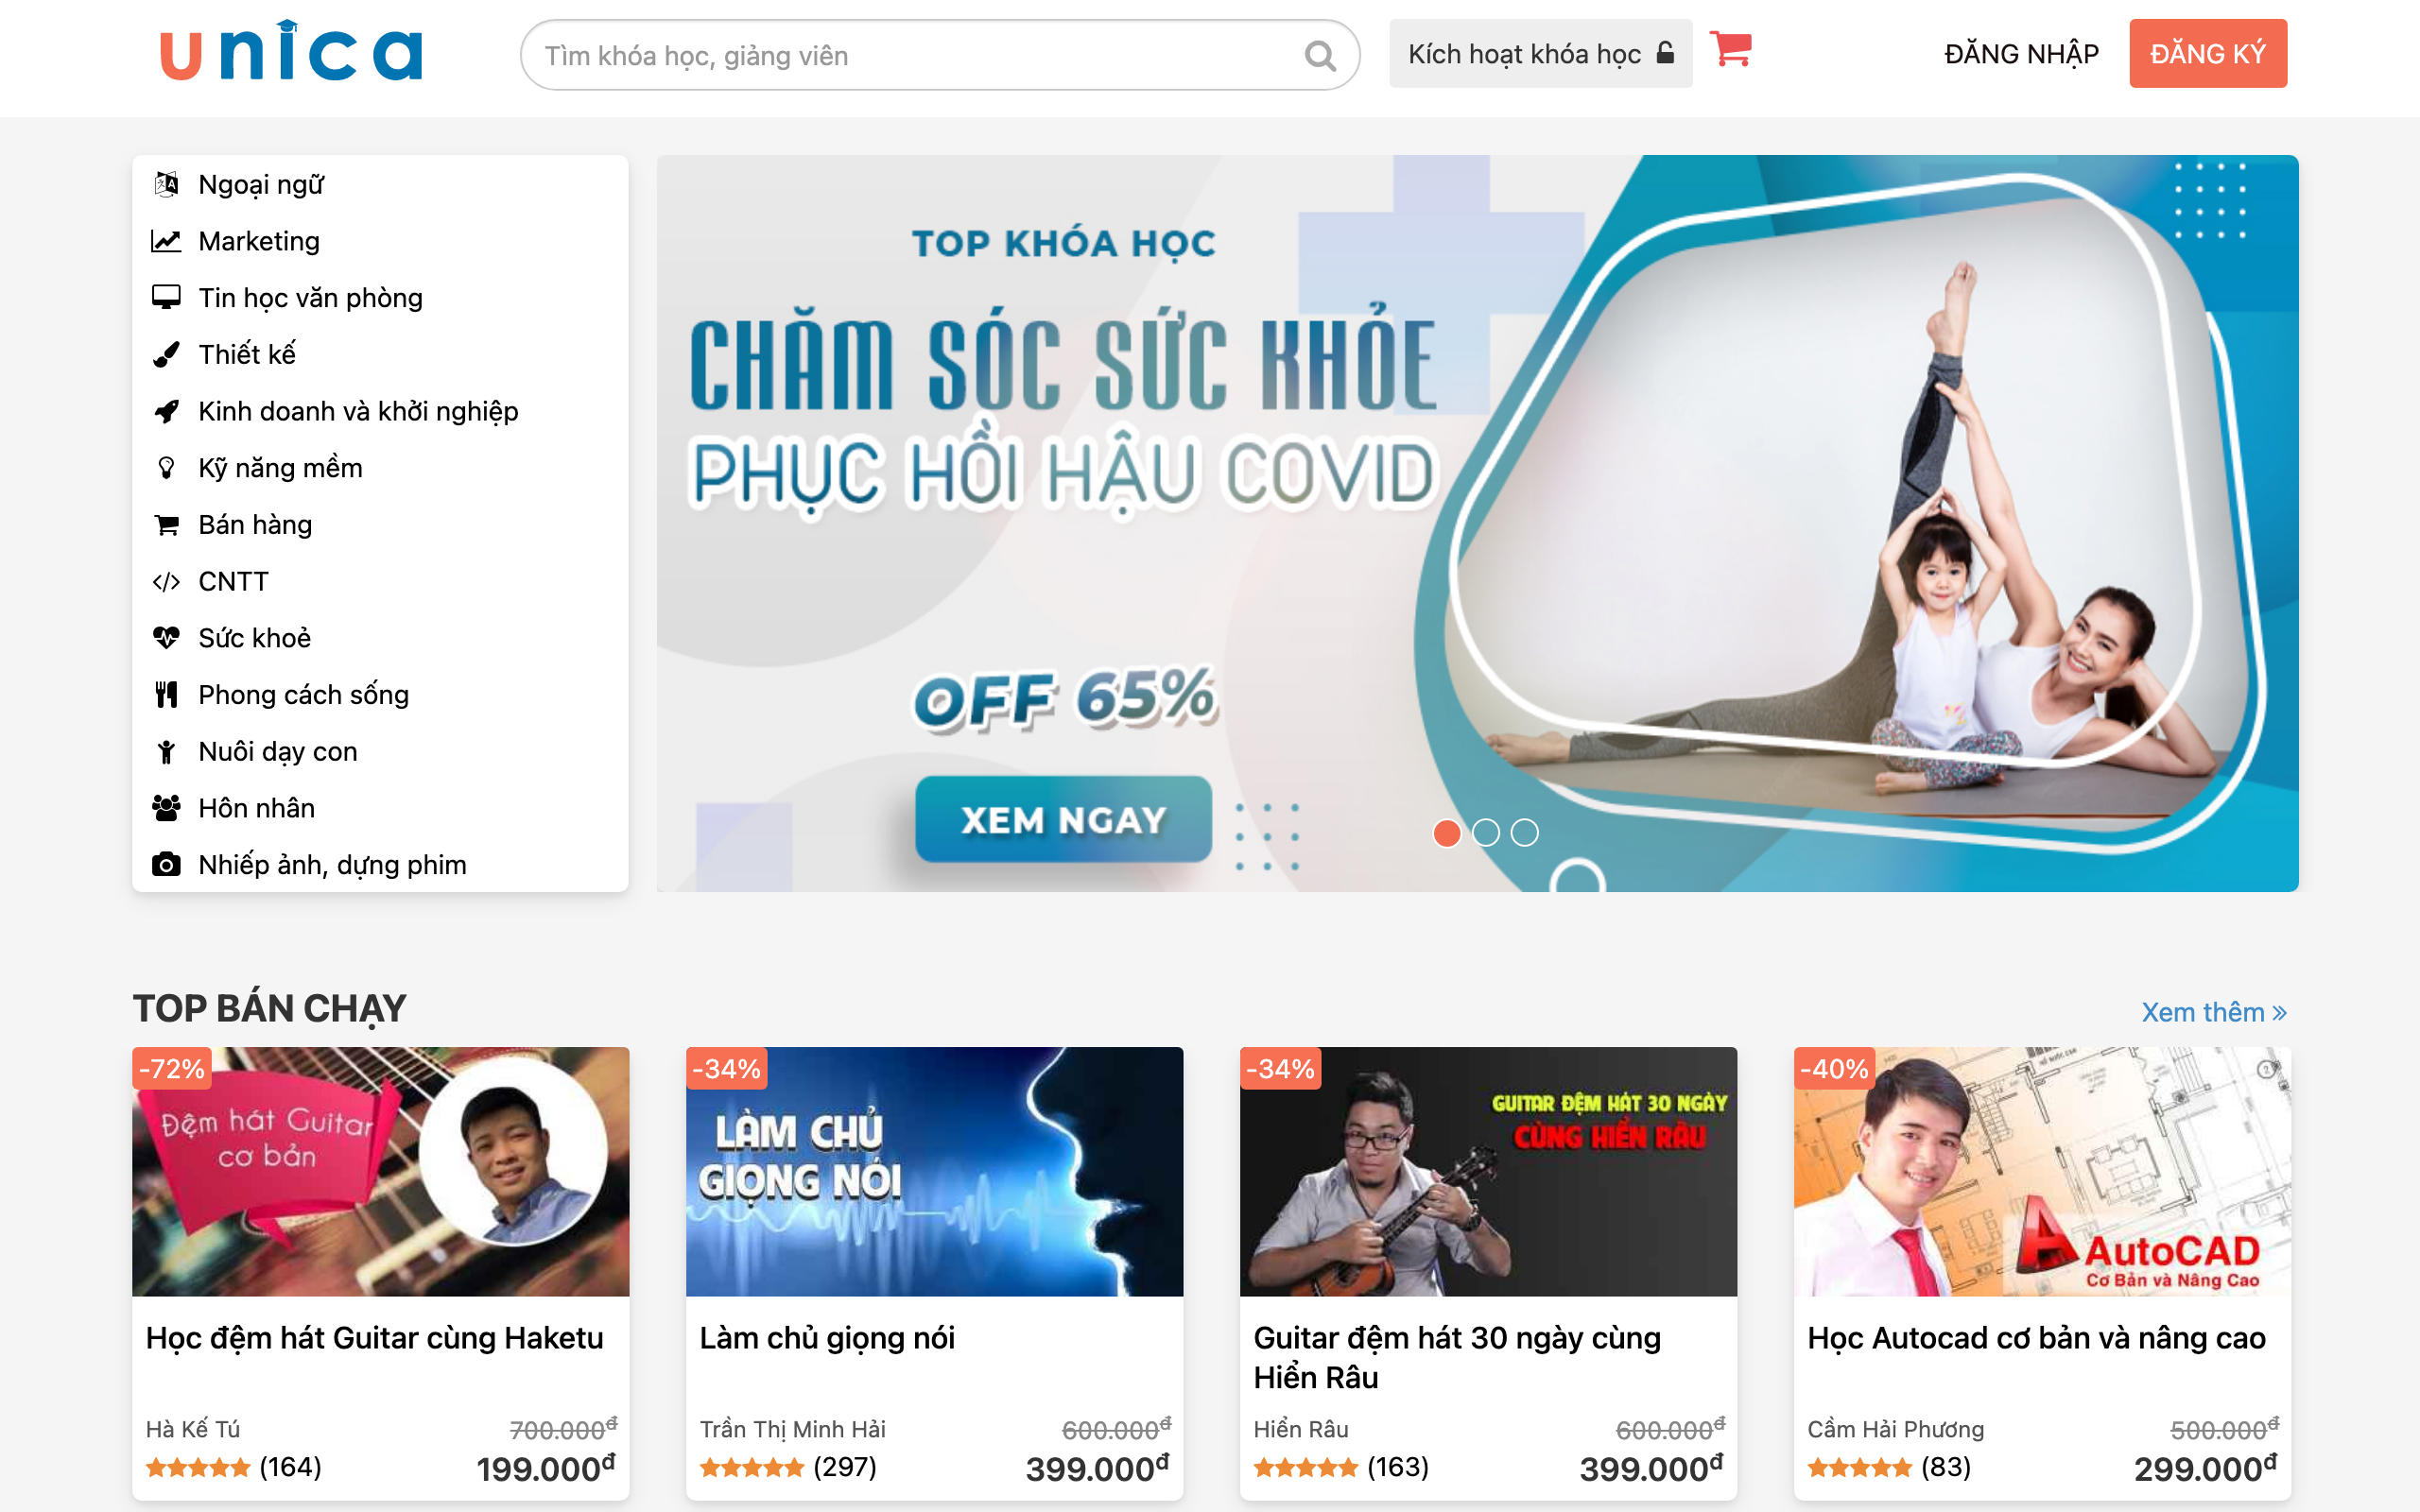 unica
Tìm khóa học, giảng viên
Kích hoạt khóa học
ĐĂNG NHẬP
ĐĂNG KÝ
Ngoại ngữ
Marketing
Tin học văn phòng
Thiết kế
Kinh doanh và khởi nghiệp
Kỹ năng mềm
Bán hàng
CNTT
Sức khoẻ
Phong cách sống
Nuôi dạy con
Hôn nhân
Nhiếp ảnh, dựng phim
TOP KHÓA HỌC
CHĂM SÓC SỨC KHỎE
PHỤC HỒI HẬU COVID
OFF 65%
XEM NGAY
TOP BÁN CHẠY
Xem thêm »
-72%
Đệm hát Guitar
cơ bản
Học đệm hát Guitar cùng Haketu
Hà Kế Tú
700.000đ
(164)
199.000đ
-34%
LÀM CHỦ
GIỌNG NÓI
Làm chủ giọng nói
Trần Thị Minh Hải
600.000đ
(297)
399.000đ
-34%
GUITAR ĐỆM HÁT 30 NGÀY
CÙNG HIỂN RÂU
Guitar đệm hát 30 ngày cùng
Hiển Râu
Hiển Râu
600.000đ
(163)
399.000đ
-40%
AutoCAD
Cơ Bản và Nâng Cao
Học Autocad cơ bản và nâng cao
Cầm Hải Phương
500.000đ
(83)
299.000đ